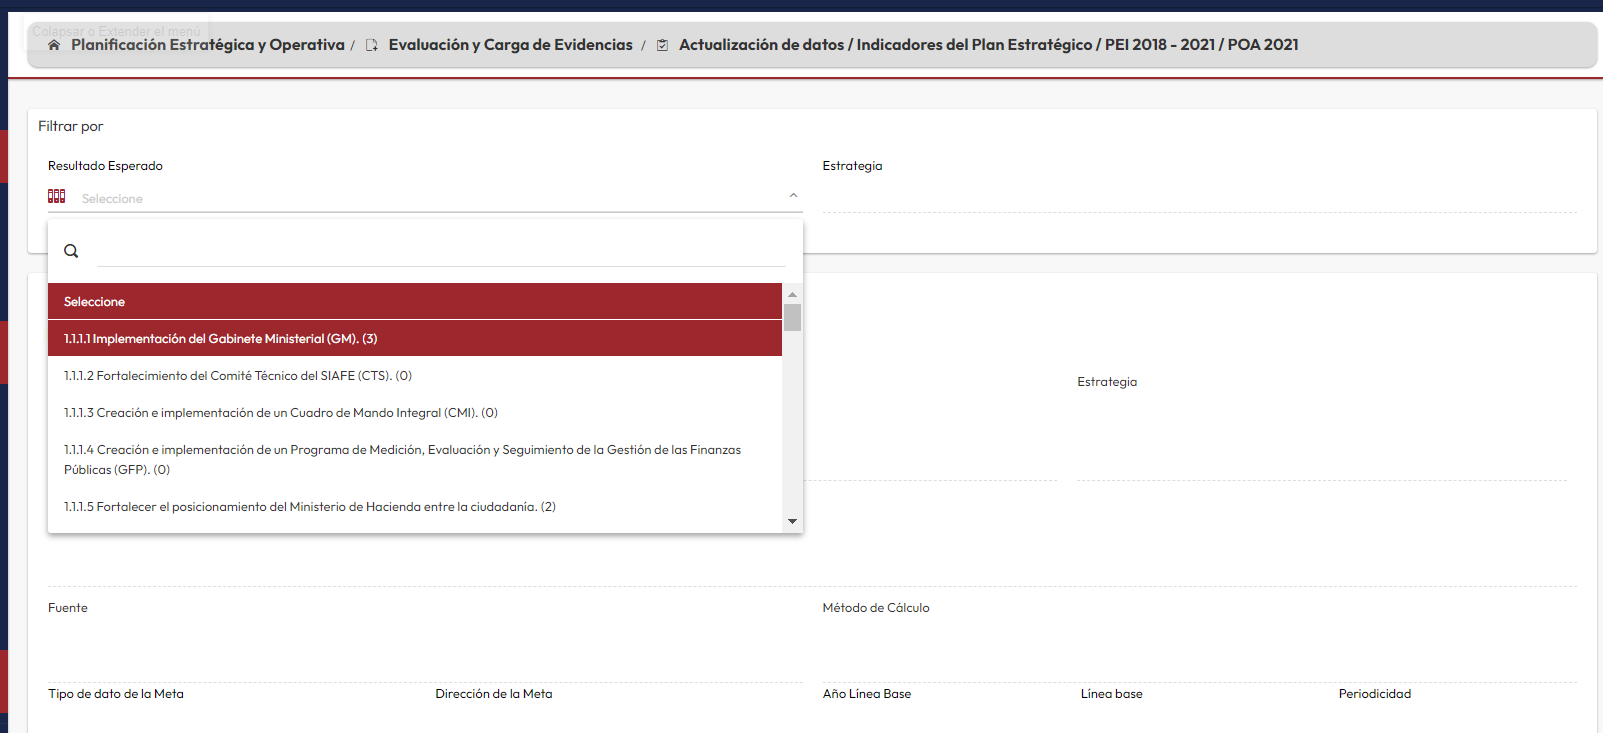 Colapsar o Extender el menú
Planificación Estratégica y Operativa / Evaluación y Carga de Evidencias / Actualización de datos / Indicadores del Plan Estratégico / PEI 2018 - 2021 / POA 2021
Filtrar por
Resultado Esperado
Estrategia
Seleccione
Seleccione
1.1.1.1 Implementación del Gabinete Ministerial (GM). (3)
1.1.1.2 Fortalecimiento del Comité Técnico del SIAFE (CTS). (0)
Estrategia
1.1.1.3 Creación e implementación de un Cuadro de Mando Integral (CMI). (0)
1.1.1.4 Creación e implementación de un Programa de Medición, Evaluación y Seguimiento de la Gestión de las Finanzas
Públicas (GFP). (0)
1.1.1.5 Fortalecer el posicionamiento del Ministerio de Hacienda entre la ciudadanía. (2)
Fuente
Método de Cálculo
Tipo de dato de la Meta
Dirección de la Meta
Año Línea Base
Línea base
Periodicidad